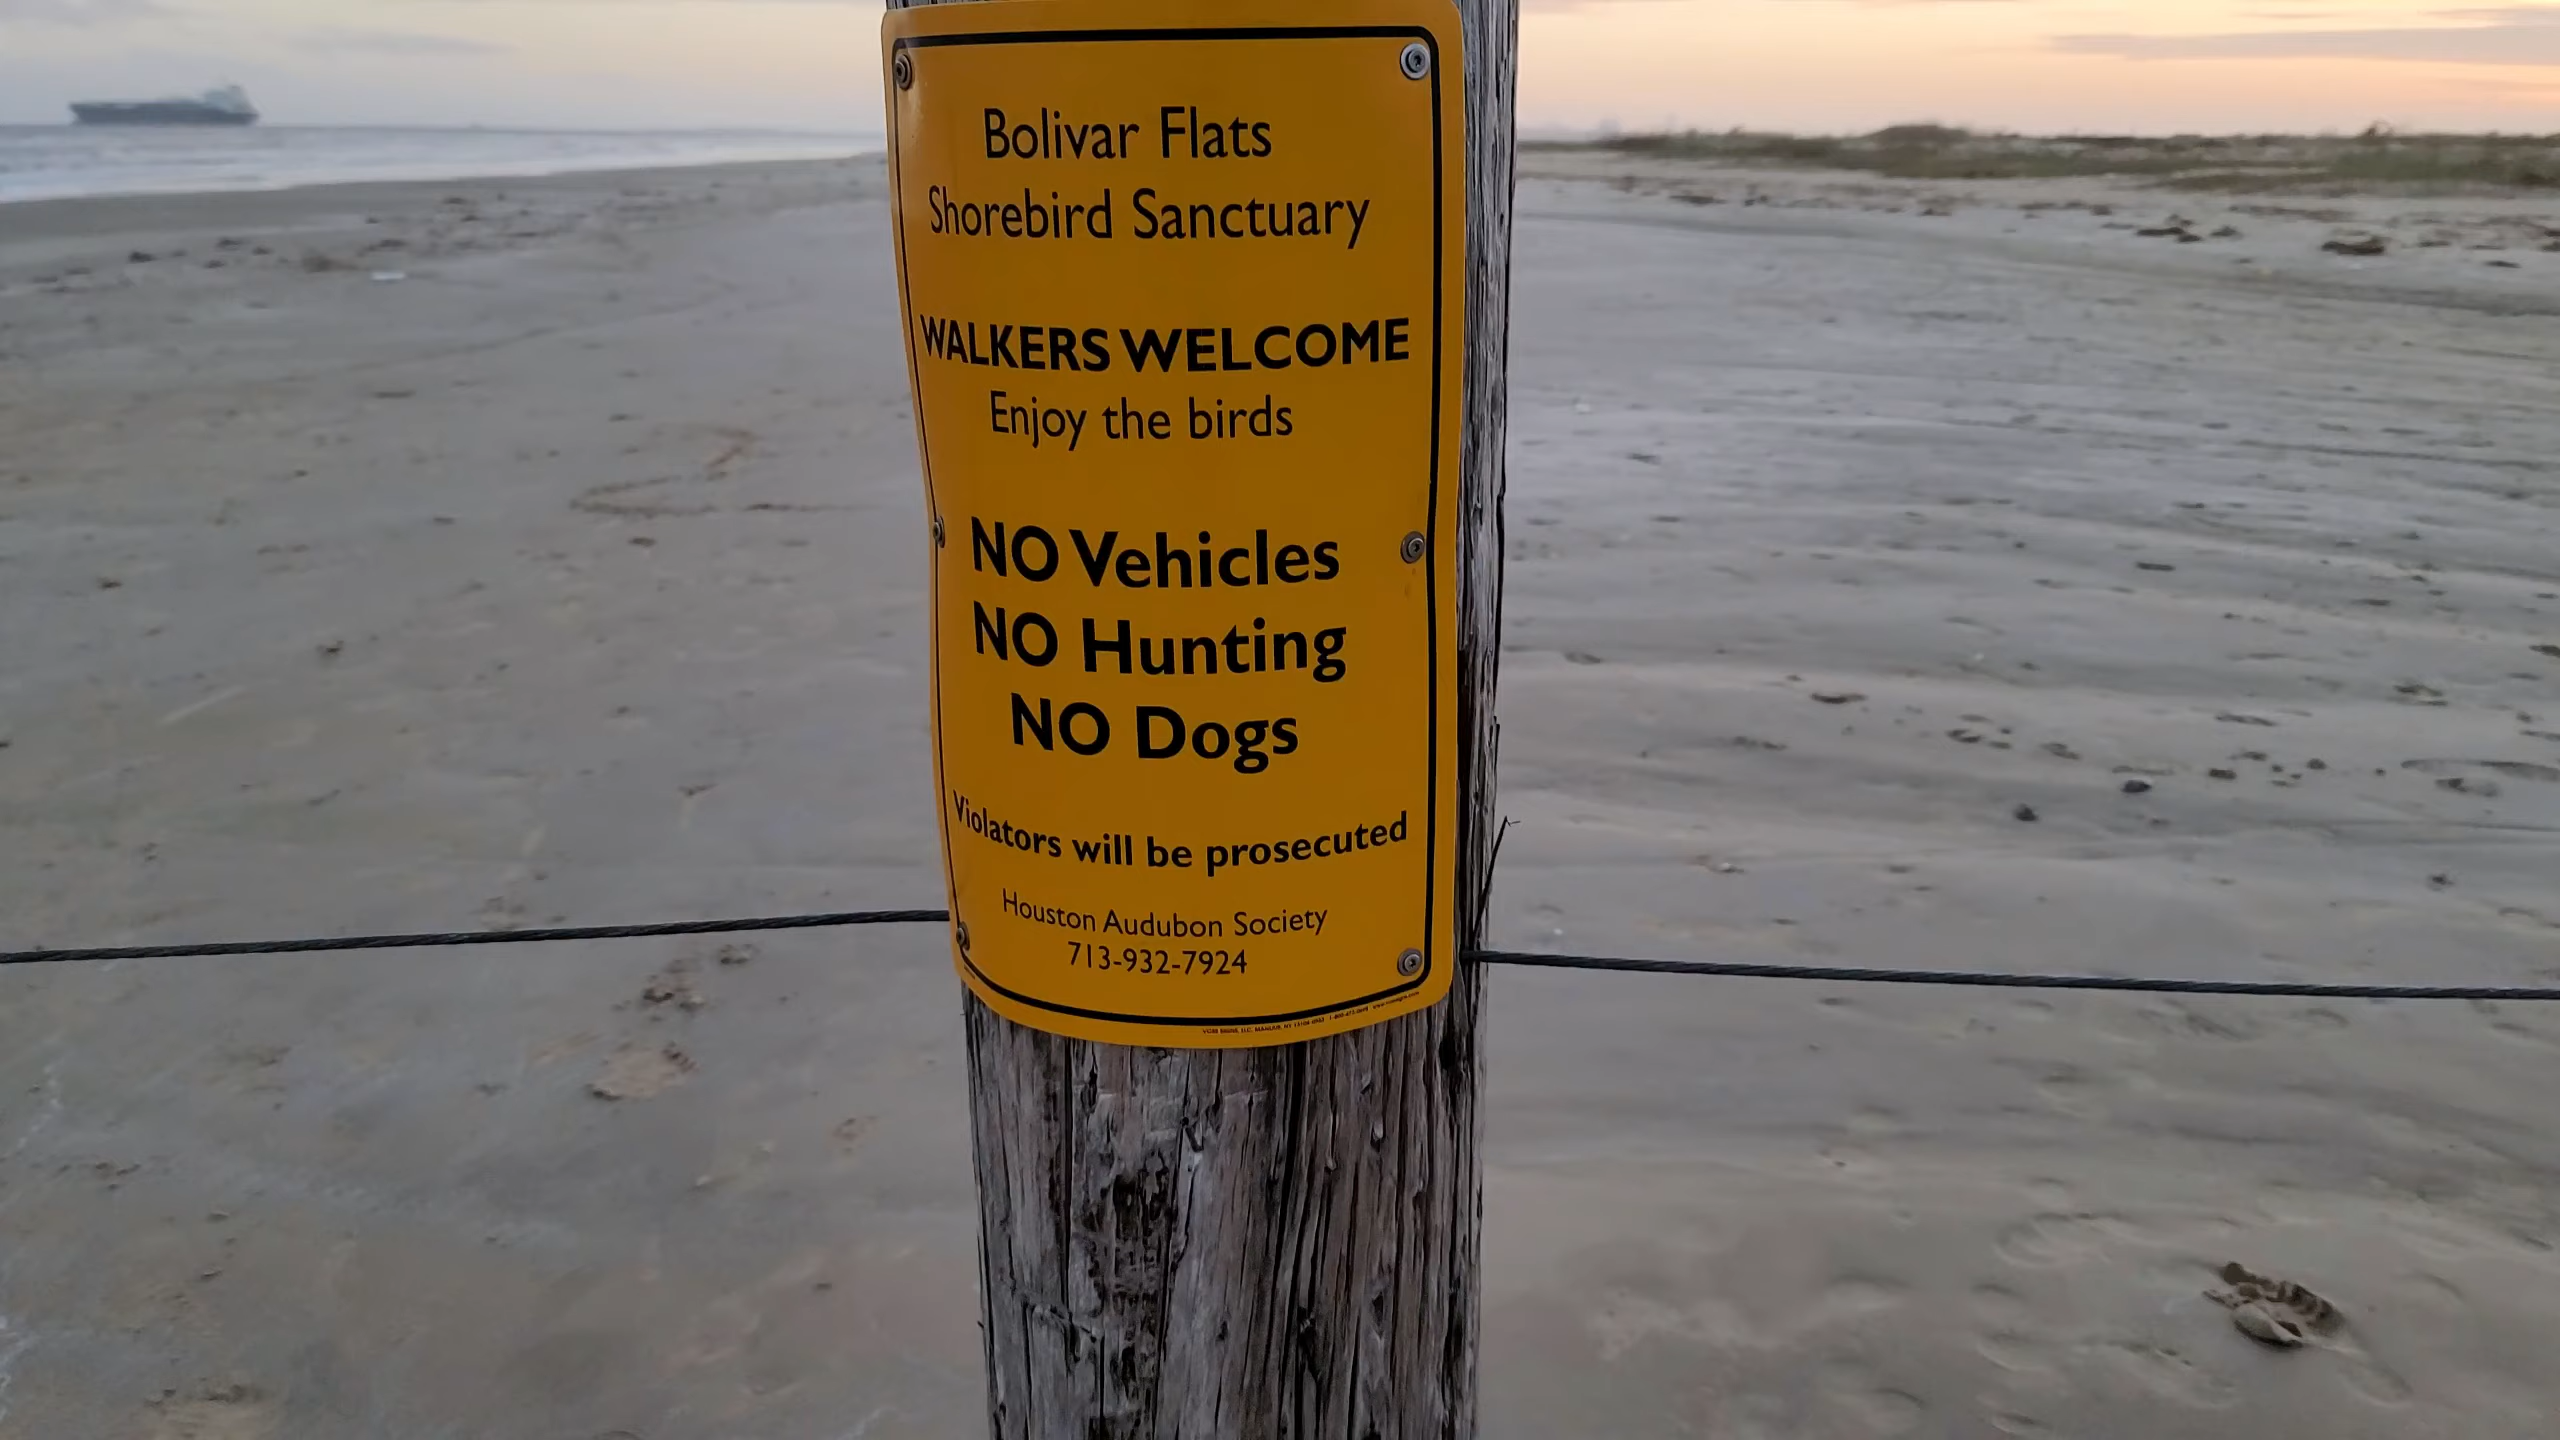 Bolivar Flats
Shorebird Sanctuary
WALKERS WELCOME
Enjoy the birds
NO Vehicles
NO Hunting
NO Dogs
Violators will be prosecuted
Houston Audubon Society
713-932-7924